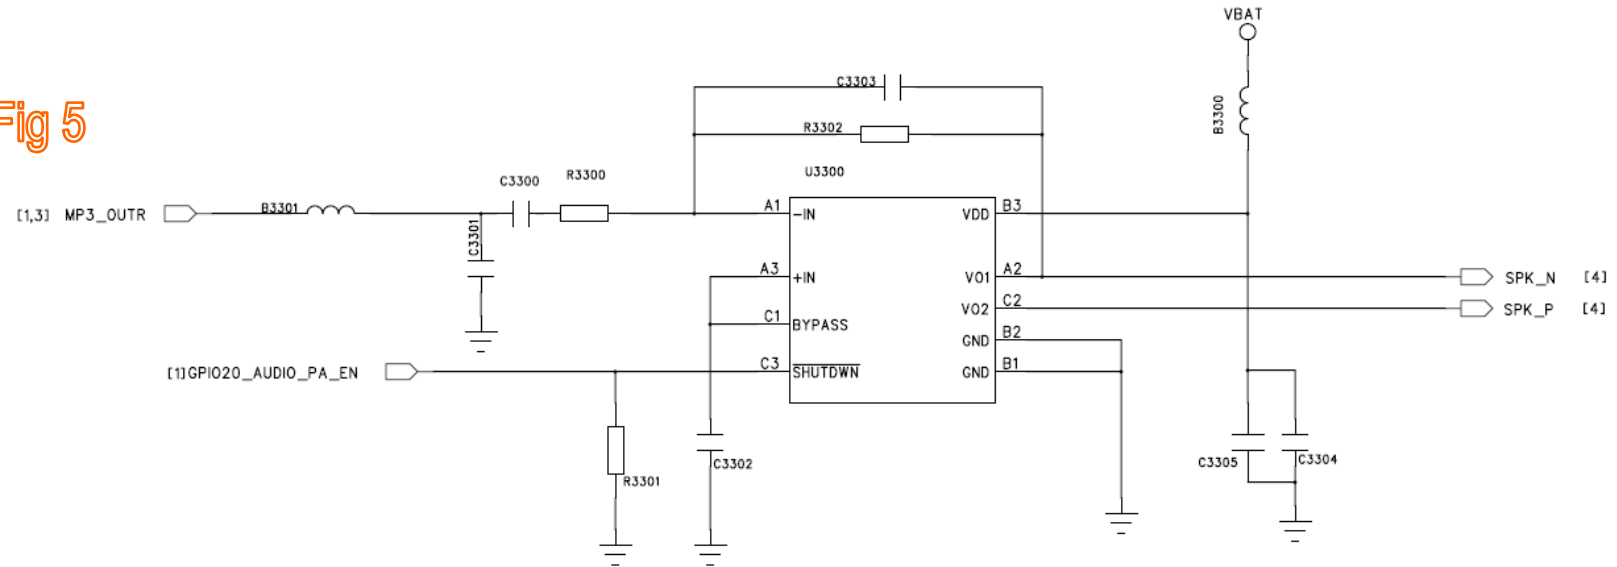 VBAT
C3303
B3300
Fig 5
R3302
U3300
C3300
R3300
[1,3] MP3_OUTR
B3301
A1
-IN
VDD
B3
C3301
A3
+IN
VO1
A2
SPK_N [4]
VO2
C2
SPK_P [4]
C1
BYPASS
GND
B2
[1]GPIO20_AUDIO_PA_EN
C3
SHUTDWN
GND
B1
C3302
R3301
C3305
C3304